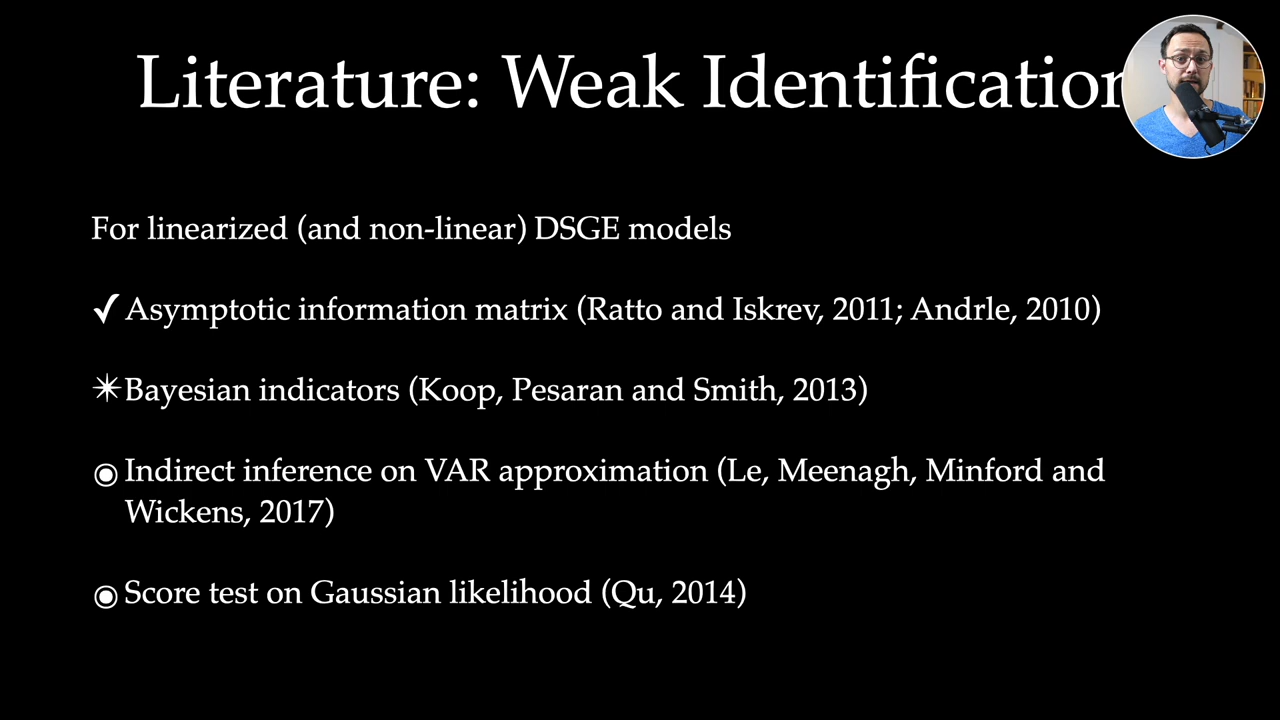 Literature: Weak Identification
For linearized (and non-linear) DSGE models
✓ Asymptotic information matrix (Ratto and Iskrev, 2011; Andrle, 2010)
✴ Bayesian indicators (Koop, Pesaran and Smith, 2013)
◉ Indirect inference on VAR approximation (Le, Meenagh, Minford and
Wickens, 2017)
◉ Score test on Gaussian likelihood (Qu, 2014)